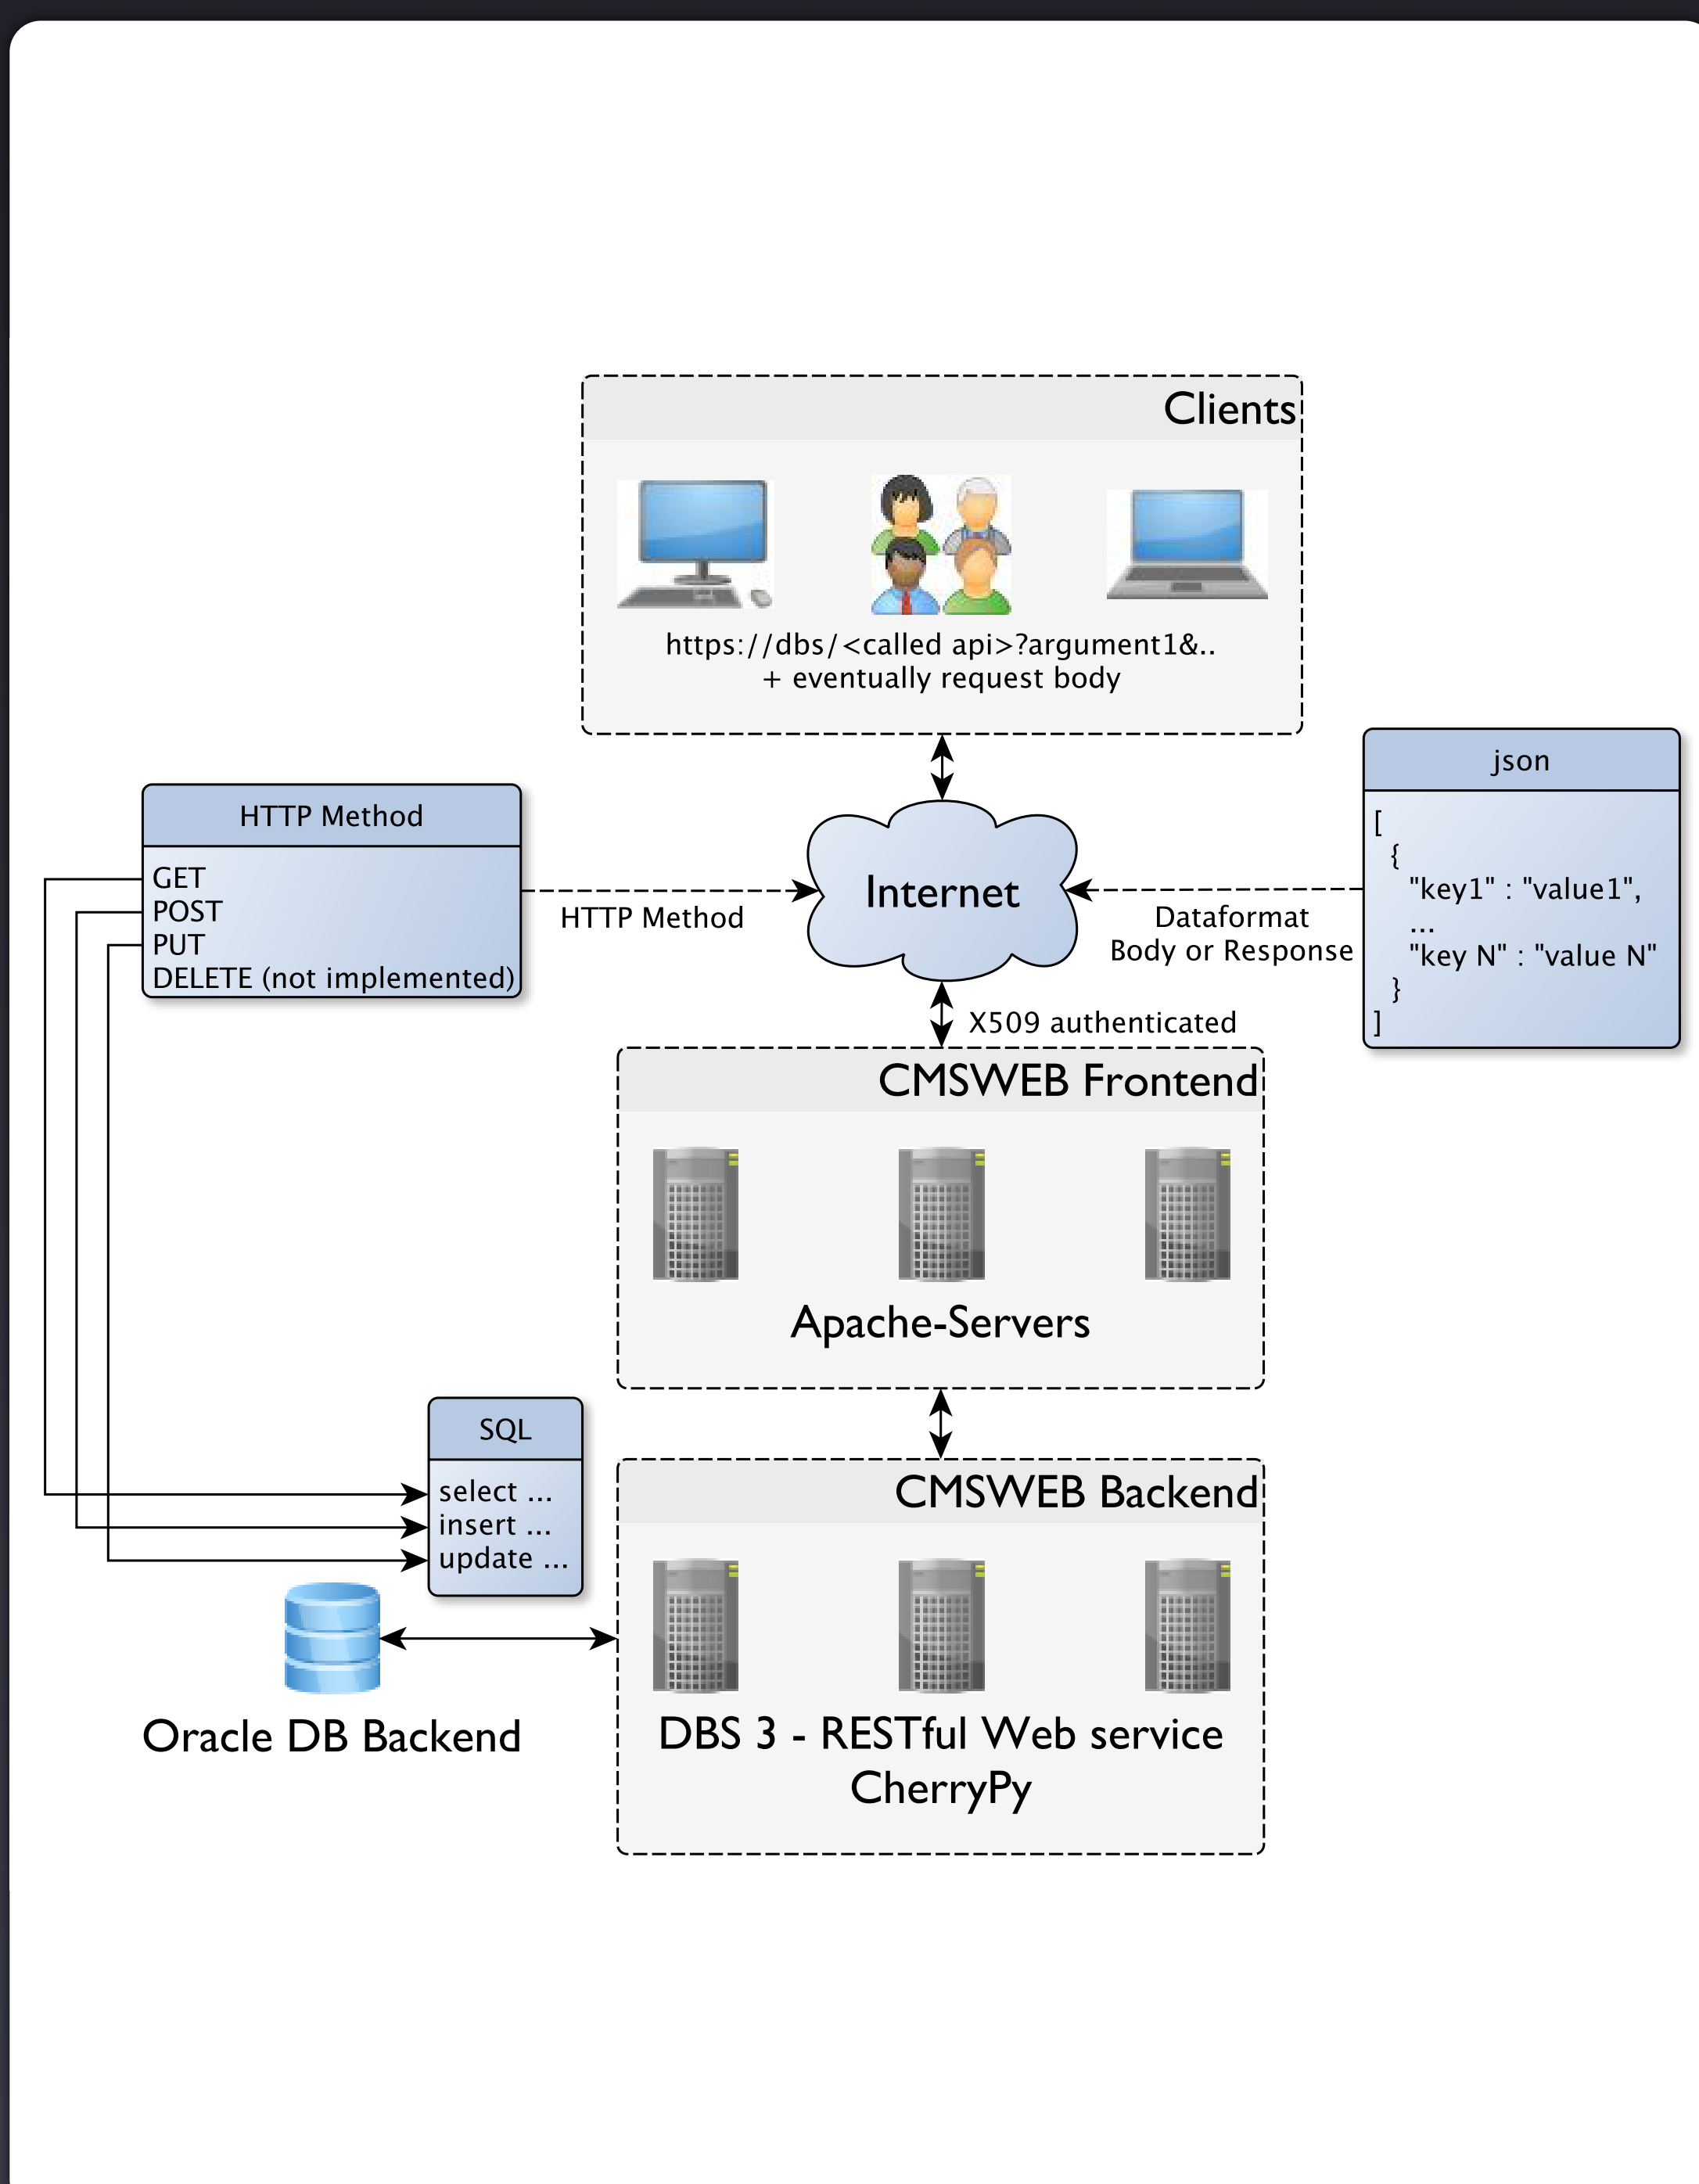 Clients
https://dbs/<called api>?argument1&..
+ eventually request body
HTTP Method
GET
POST
PUT
DELETE (not implemented)
HTTP Method
Internet
Dataformat
Body or Response
json
[
{
"key1" : "value1",
...
"key N" : "value N"
}
]
X509 authenticated
CMSWEB Frontend
Apache-Servers
SQL
select ...
insert ...
update ...
CMSWEB Backend
DBS 3 - RESTful Web service
CherryPy
Oracle DB Backend